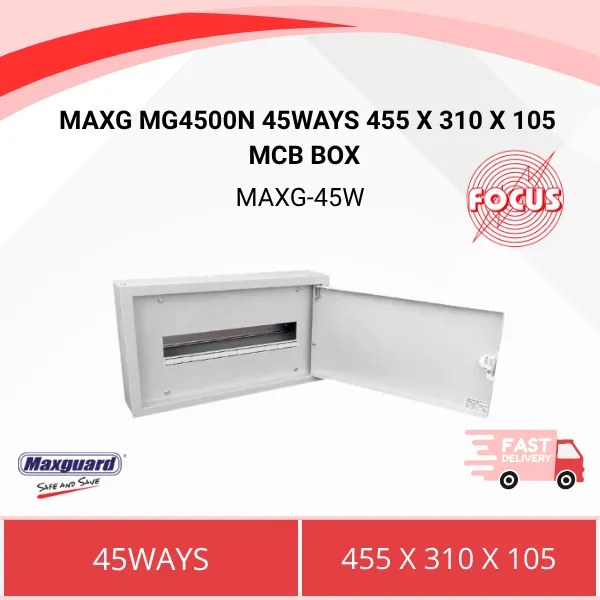 MAXG MG4500N 45WAYS 455 X 310 X 105
MCB BOX
MAXG-45W
FOCUS
Maxguard
SAFE AND SAVE
FAST
DELIVERY
45WAYS
455 X 310 X 105